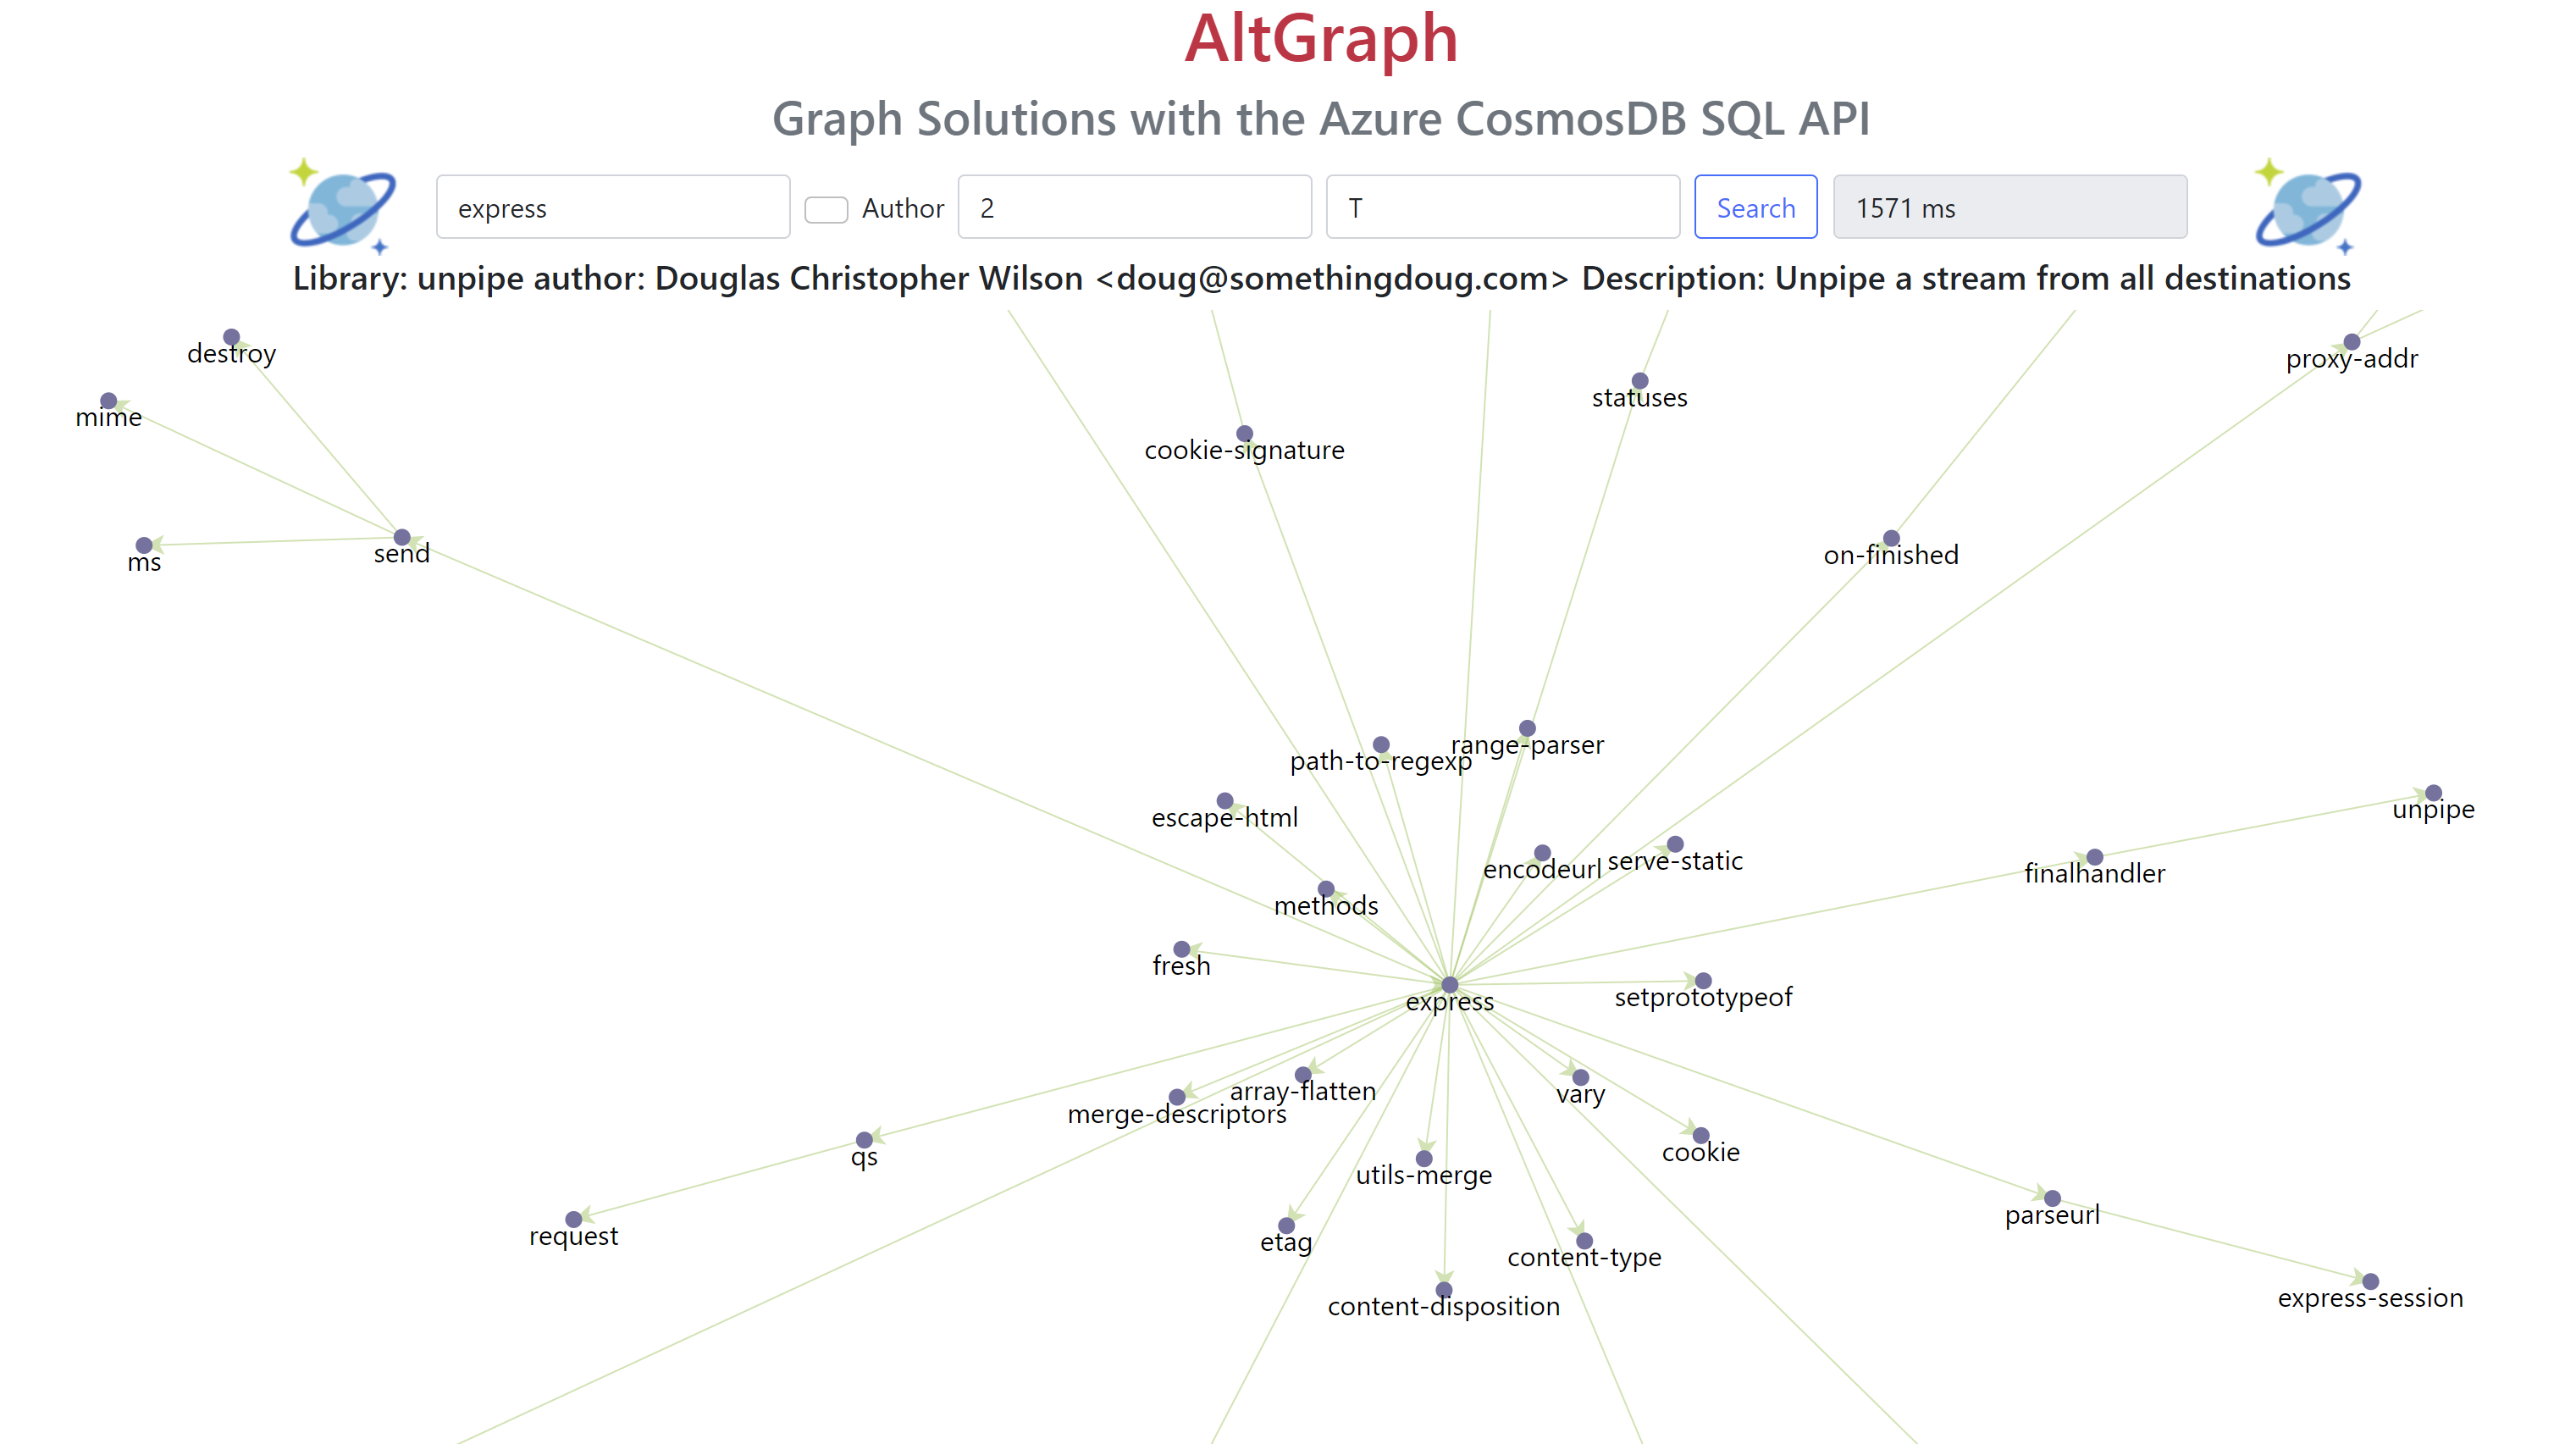 AltGraph
Graph Solutions with the Azure CosmosDB SQL API
express Author 2 T Search 1571 ms
Library: unpipe author: Douglas Christopher Wilson <doug@somethingdoug.com> Description: Unpipe a stream from all destinations
destroy
proxy-addr
mime
statuses
cookie-signature
send
on-finished
ms
range-parser
path-to-regexp
unpipe
escape-html
serve-static
encodeurl
finalhandler
methods
fresh
setprototypeof
express
array-flatten
vary
merge-descriptors
cookie
qs
utils-merge
parseurl
request
etag
content-type
express-session
content-disposition